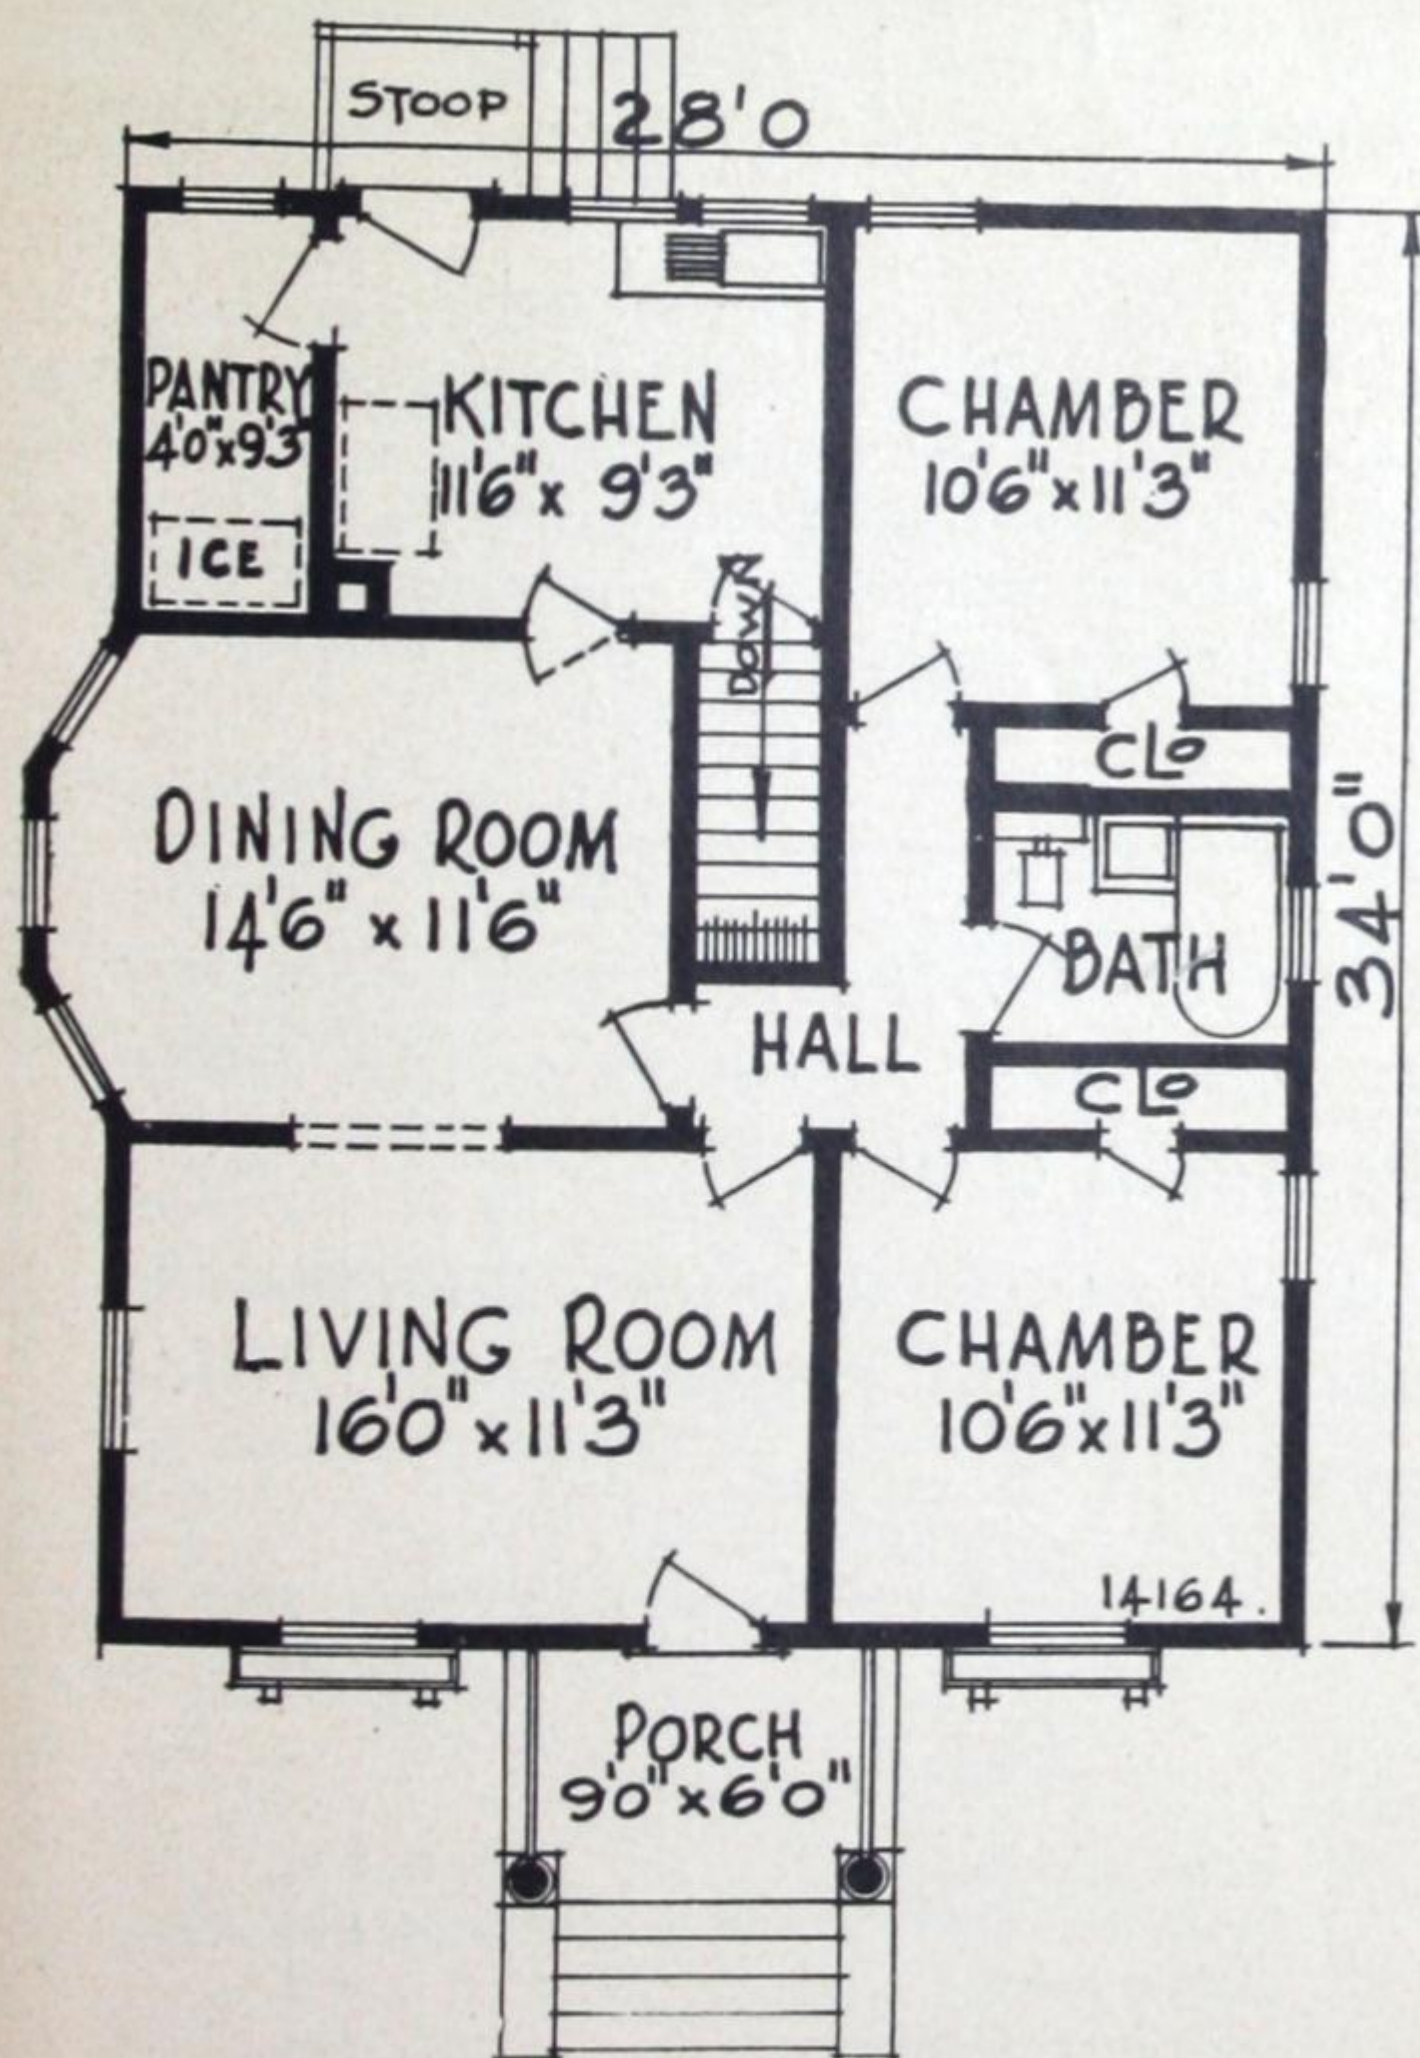 STOOP
28'0
PANTRY
4'0"x9'3"
ICE
KITCHEN
11'6"x 9'3"
CHAMBER
10'6"x11'3"
DOWN
CLO
DINING ROOM
14'6" x 11'6"
BATH
34'0"
HALL
CLO
LIVING ROOM
16'0"x11'3"
CHAMBER
10'6"x11'3"
14164.
PORCH
9'0"x6'0"